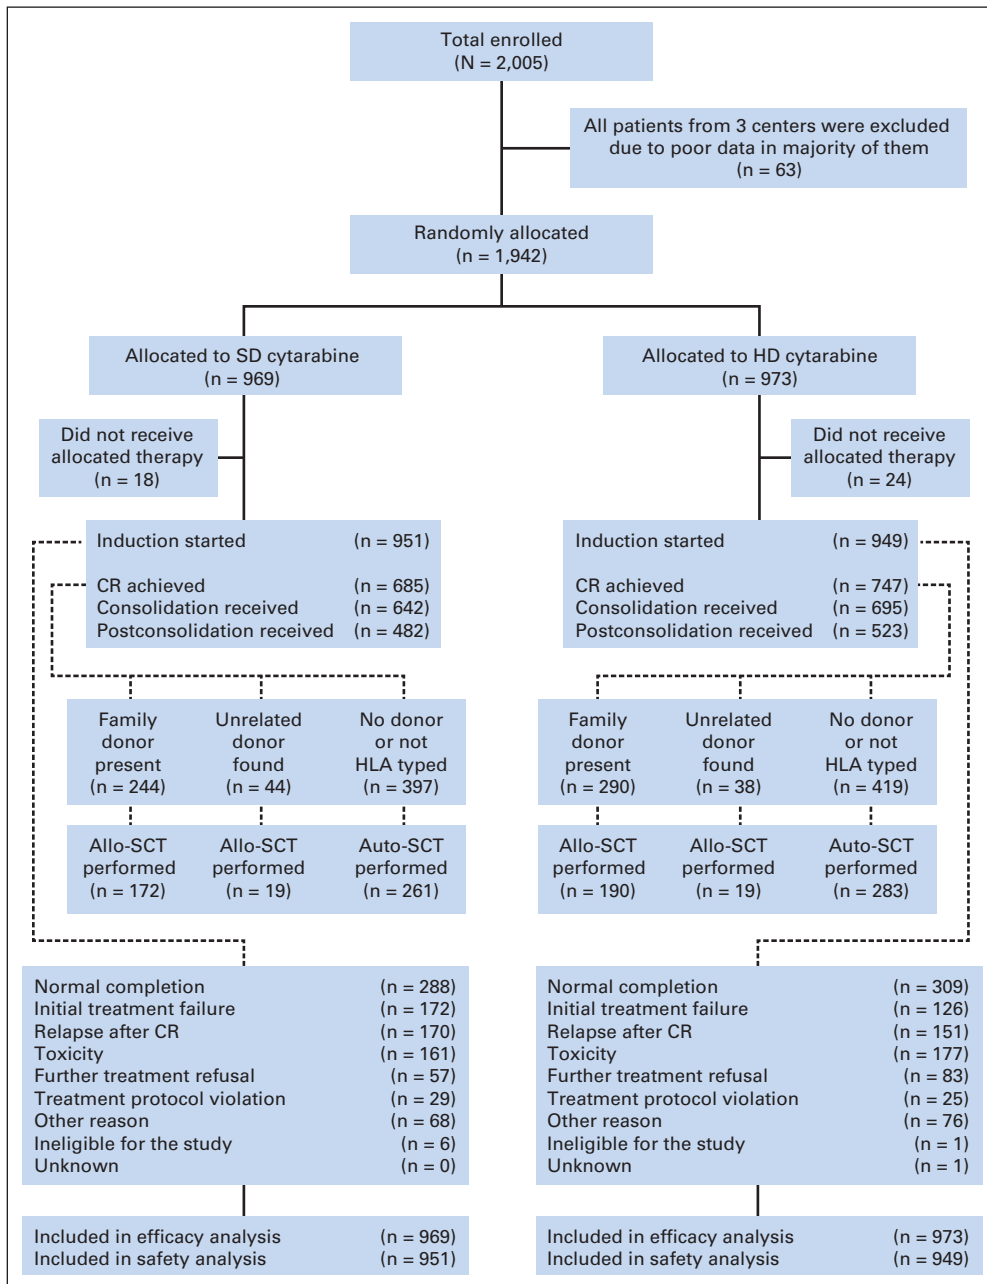 Total enrolled
(N = 2,005)
All patients from 3 centers were excluded
due to poor data in majority of them
(n = 63)
Randomly allocated
(n = 1,942)
Allocated to SD cytarabine
(n = 969)
Allocated to HD cytarabine
(n = 973)
Did not receive
allocated therapy
(n = 18)
Did not receive
allocated therapy
(n = 24)
Induction started (n = 951)
CR achieved (n = 685)
Consolidation received (n = 642)
Postconsolidation received (n = 482)
Induction started (n = 949)
CR achieved (n = 747)
Consolidation received (n = 695)
Postconsolidation received (n = 523)
Family
donor
present
(n = 244)
Unrelated
donor
found
(n = 44)
No donor
or not
HLA typed
(n = 397)
Family
donor
present
(n = 290)
Unrelated
donor
found
(n = 38)
No donor
or not
HLA typed
(n = 419)
Allo-SCT
performed
(n = 172)
Allo-SCT
performed
(n = 19)
Auto-SCT
performed
(n = 261)
Allo-SCT
performed
(n = 190)
Allo-SCT
performed
(n = 19)
Auto-SCT
performed
(n = 283)
Normal completion (n = 288)
Initial treatment failure (n = 172)
Relapse after CR (n = 170)
Toxicity (n = 161)
Further treatment refusal (n = 57)
Treatment protocol violation (n = 29)
Other reason (n = 68)
Ineligible for the study (n = 6)
Unknown (n = 0)
Normal completion (n = 309)
Initial treatment failure (n = 126)
Relapse after CR (n = 151)
Toxicity (n = 177)
Further treatment refusal (n = 83)
Treatment protocol violation (n = 25)
Other reason (n = 76)
Ineligible for the study (n = 1)
Unknown (n = 1)
Included in efficacy analysis (n = 969)
Included in safety analysis (n = 951)
Included in efficacy analysis (n = 973)
Included in safety analysis (n = 949)